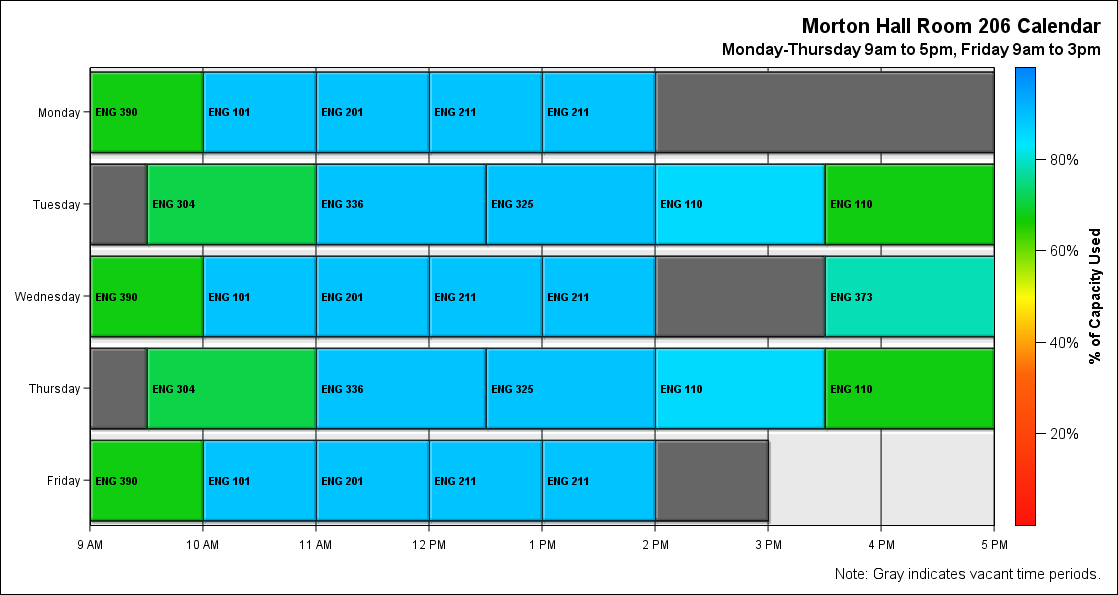 Morton Hall Room 206 Calendar
Monday-Thursday 9am to 5pm, Friday 9am to 3pm
Monday ENG 390 ENG 101 ENG 201 ENG 211 ENG 211
Tuesday ENG 304 ENG 336 ENG 325 ENG 110 ENG 110
Wednesday ENG 390 ENG 101 ENG 201 ENG 211 ENG 211 ENG 373
Thursday ENG 304 ENG 336 ENG 325 ENG 110 ENG 110
Friday ENG 390 ENG 101 ENG 201 ENG 211 ENG 211
9 AM 10 AM 11 AM 12 PM 1 PM 2 PM 3 PM 4 PM 5 PM
80%
60%
40%
20%
% of Capacity Used
Note: Gray indicates vacant time periods.